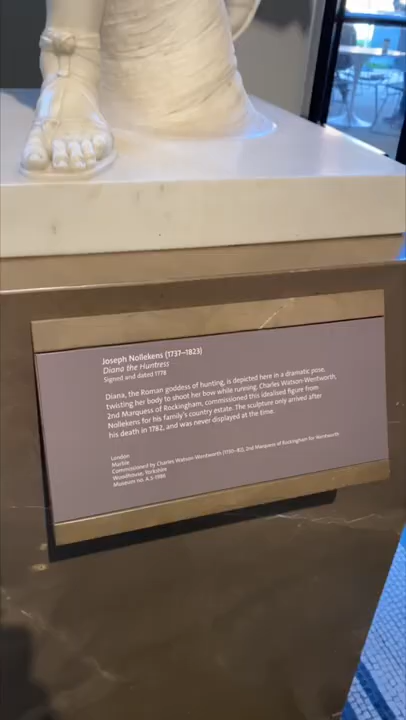 Joseph Nollekens (1737–1823)
Diana the Huntress
Signed and dated 1778
Diana, the Roman goddess of hunting, is depicted here in a dramatic pose,
twisting her body to shoot her bow while running. Charles Watson-Wentworth,
2nd Marquess of Rockingham, commissioned this idealised figure from
Nollekens for his family's country estate. The sculpture only arrived after
his death in 1782, and was never displayed at the time.
London
Marble
Commissioned by Charles Watson-Wentworth (1730–82), 2nd Marquess of Rockingham for Wentworth
Woodhouse, Yorkshire
Museum no. A.5-1986